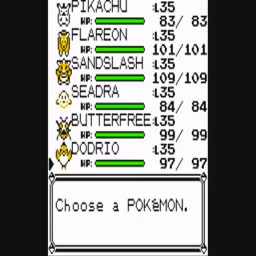 PIKACHU :L35
HP: 83/ 83
FLAREON :L35
HP: 101/101
SANDSLASH :L35
HP: 109/109
SEADRA :L35
HP: 84/ 84
BUTTERFREE:L35
HP: 99/ 99
DODRIO :L35
HP: 97/ 97
Choose a POKéMON.